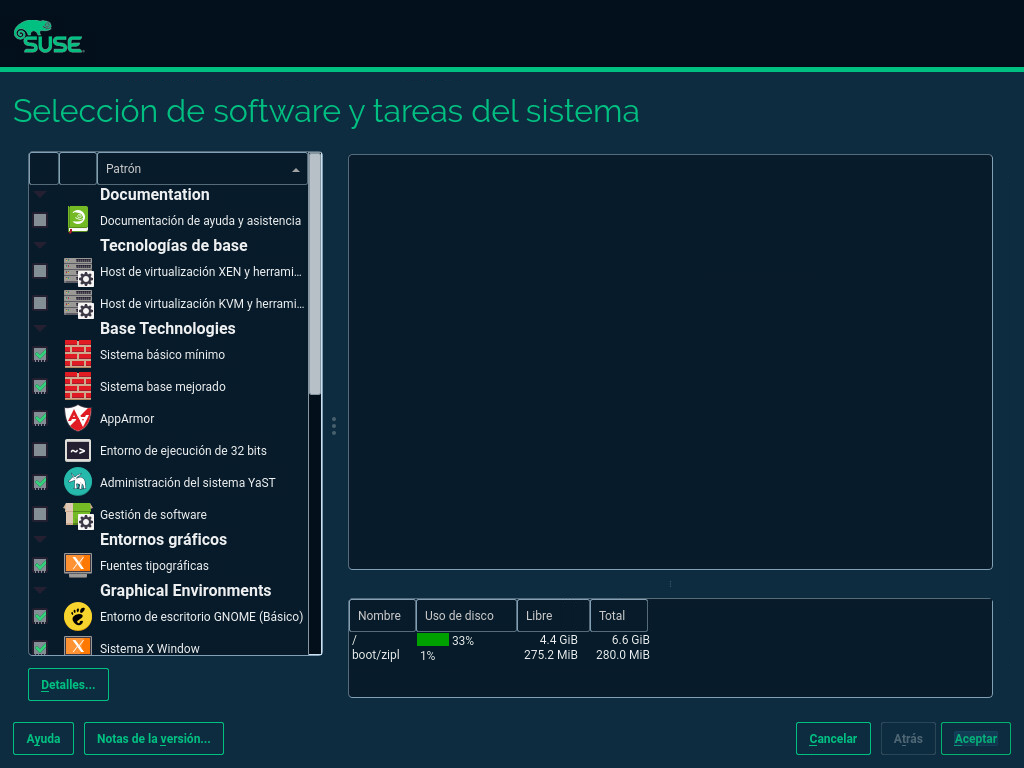 SUSE
Selección de software y tareas del sistema
Patrón
Documentation
Documentación de ayuda y asistencia
Tecnologías de base
Host de virtualización XEN y herrami...
Host de virtualización KVM y herrami...
Base Technologies
Sistema básico mínimo
Sistema base mejorado
AppArmor
~>
Entorno de ejecución de 32 bits
Administración del sistema YaST
Gestión de software
Entornos gráficos
X
Fuentes tipográficas
Graphical Environments
Entorno de escritorio GNOME (Básico)
X
Sistema X Window
Nombre Uso de disco Libre Total
/ 33% 4.4 GiB 6.6 GiB
boot/zipl 1% 275.2 MiB 280.0 MiB
Detalles...
Ayuda Notas de la versión... Cancelar Atrás Aceptar